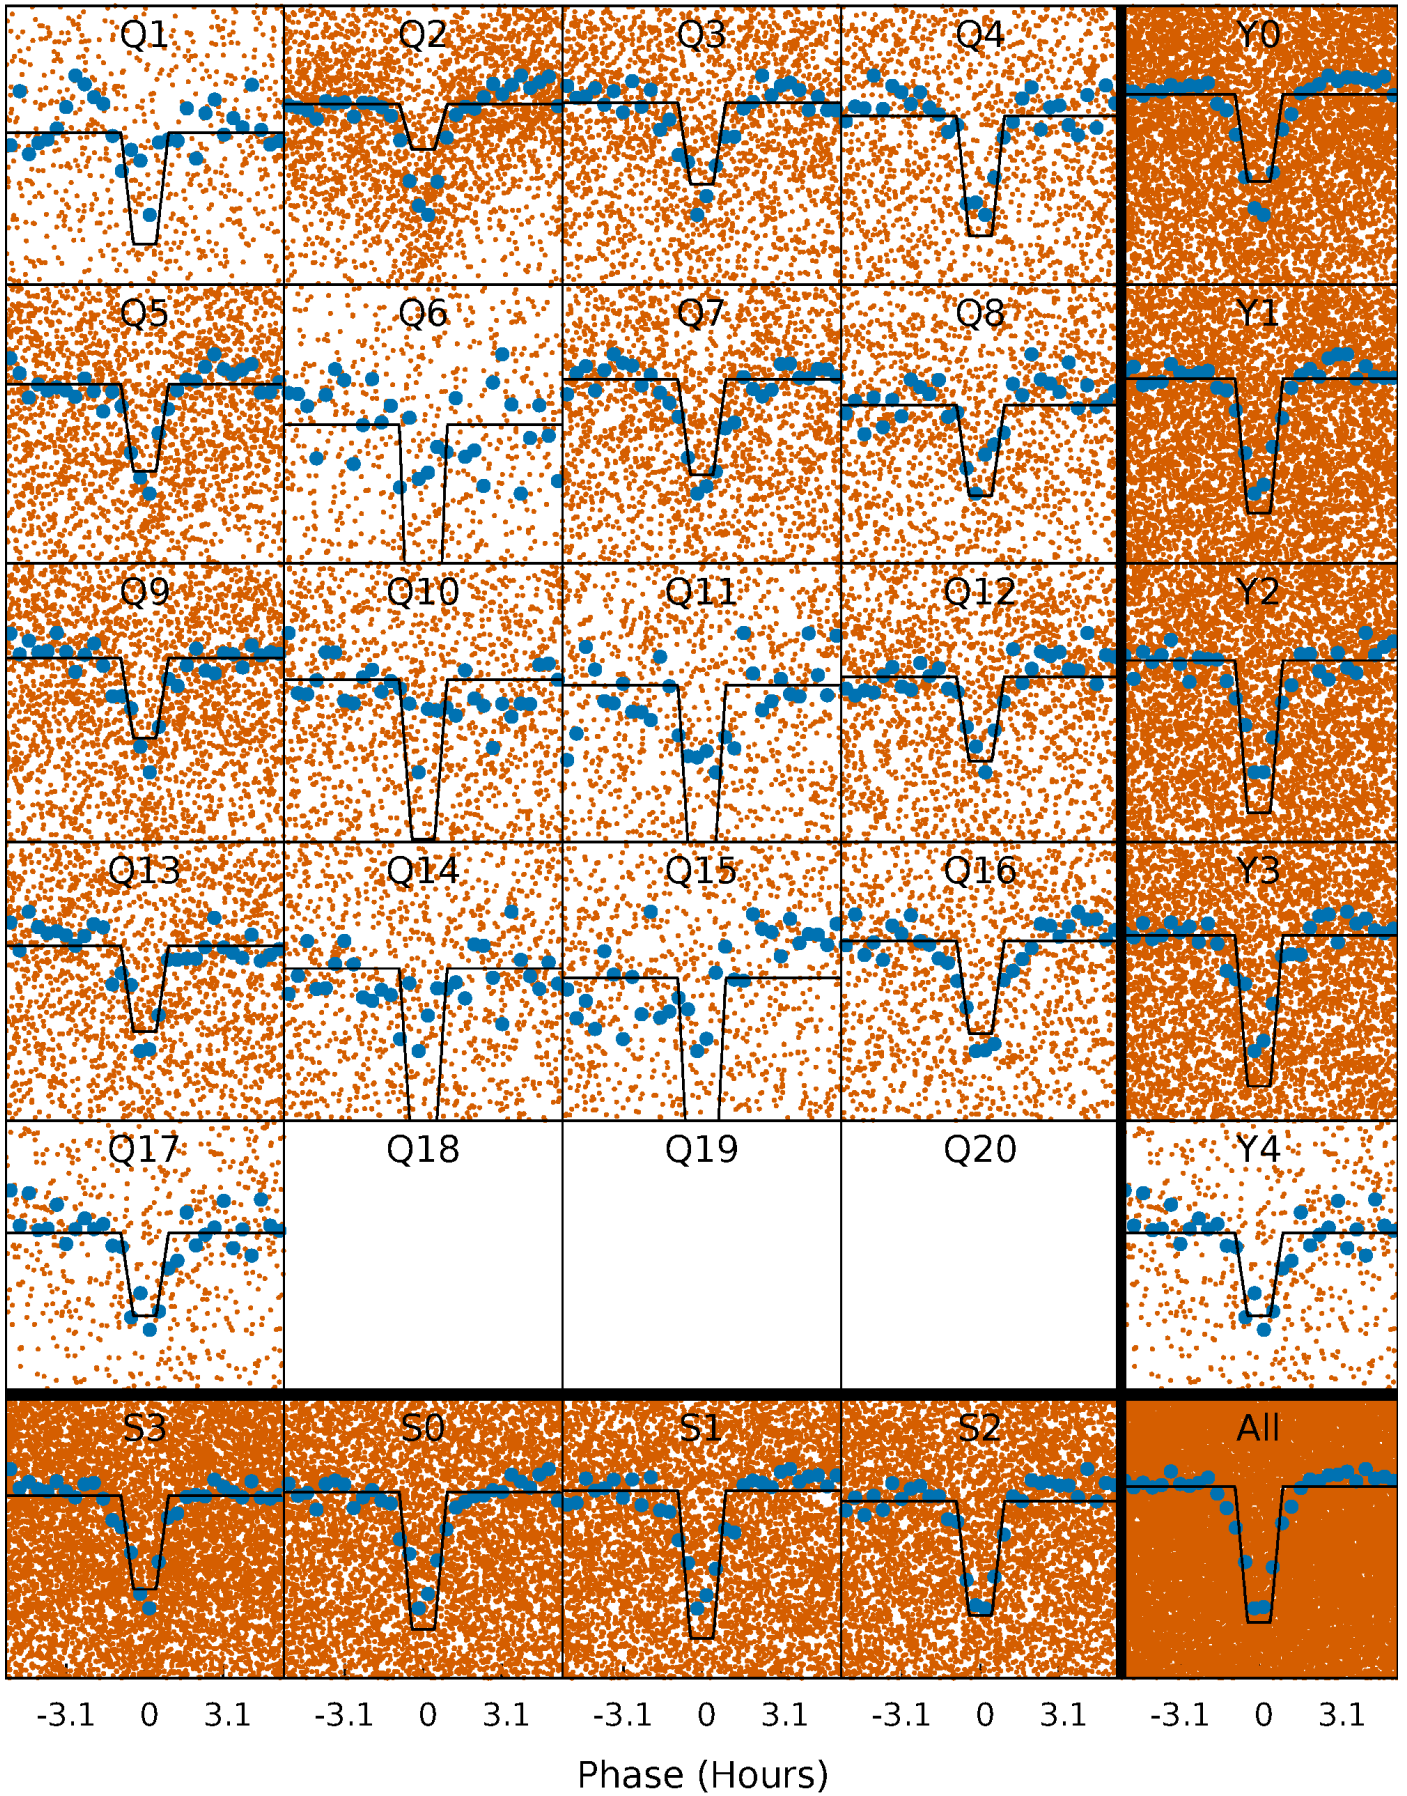 Q1 Q2 Q3 Q4 Y0
Q5 Q6 Q7 Q8 Y1
Q9 Q10 Q11 Q12 Y2
Q13 Q14 Q15 Q16 Y3
Q17 Q18 Q19 Q20 Y4
S3 S0 S1 S2 All
-3.1 0 3.1 -3.1 0 3.1 -3.1 0 3.1 -3.1 0 3.1 -3.1 0 3.1
Phase (Hours)